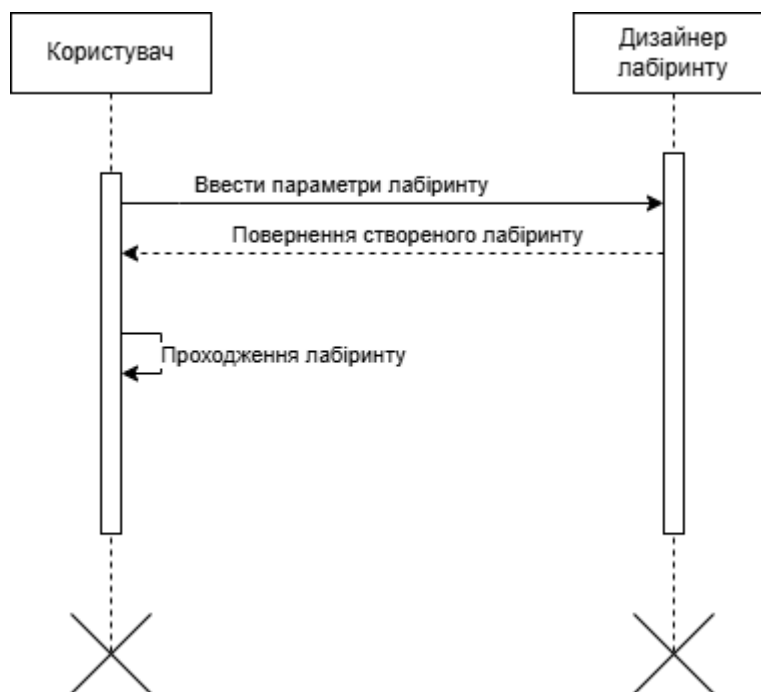 Користувач
Дизайнер
лабіринту
Ввести параметри лабіринту
Повернення створеного лабіринту
Проходження лабіринту